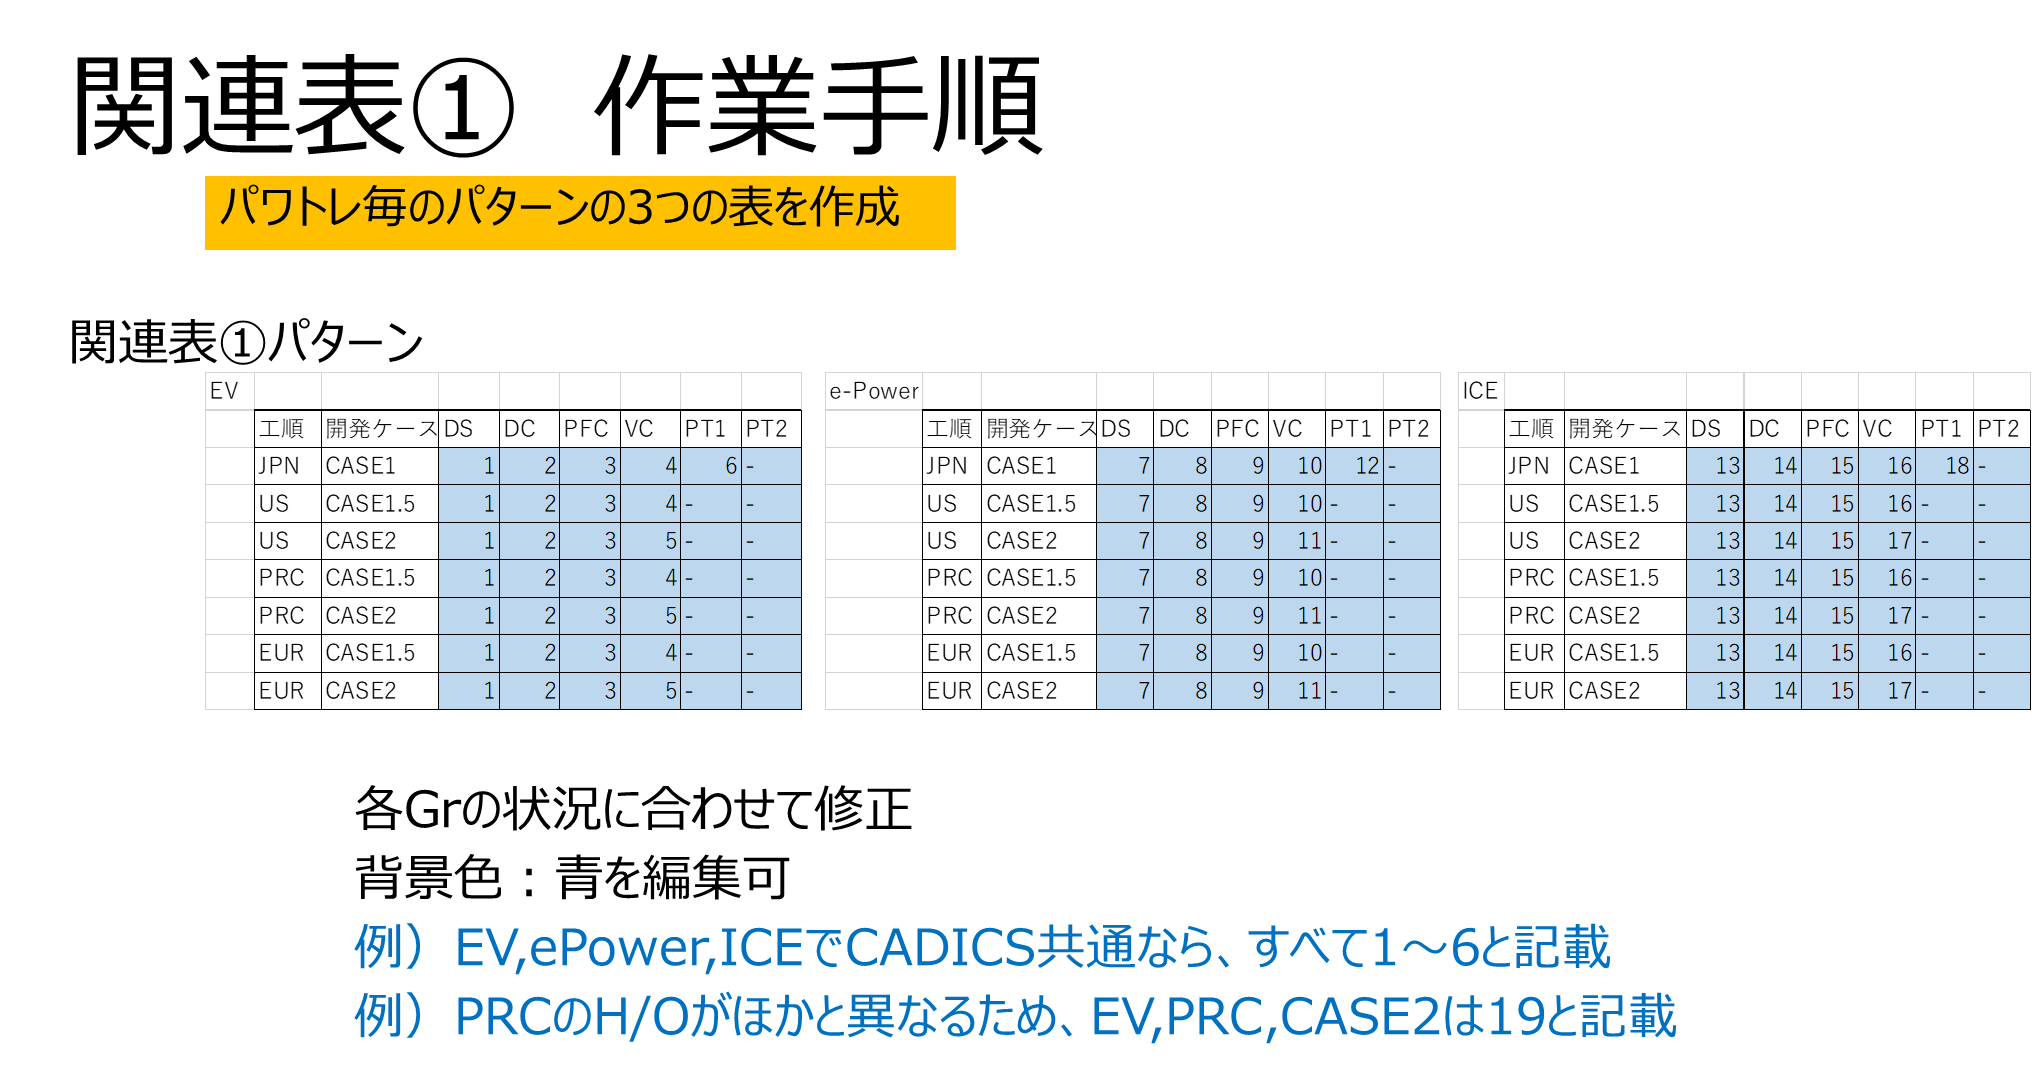 関連表① 作業手順
パワトレ毎のパターンの3つの表を作成
関連表①パターン
EV
工順 開発ケース DS DC PFC VC PT1 PT2
JPN CASE1 1 2 3 4 6 -
US CASE1.5 1 2 3 4 - -
US CASE2 1 2 3 5 - -
PRC CASE1.5 1 2 3 4 - -
PRC CASE2 1 2 3 5 - -
EUR CASE1.5 1 2 3 4 - -
EUR CASE2 1 2 3 5 - -
e-Power
工順 開発ケース DS DC PFC VC PT1 PT2
JPN CASE1 7 8 9 10 12 -
US CASE1.5 7 8 9 10 - -
US CASE2 7 8 9 11 - -
PRC CASE1.5 7 8 9 10 - -
PRC CASE2 7 8 9 11 - -
EUR CASE1.5 7 8 9 10 - -
EUR CASE2 7 8 9 11 - -
ICE
工順 開発ケース DS DC PFC VC PT1 PT2
JPN CASE1 13 14 15 16 18 -
US CASE1.5 13 14 15 16 - -
US CASE2 13 14 15 17 - -
PRC CASE1.5 13 14 15 16 - -
PRC CASE2 13 14 15 17 - -
EUR CASE1.5 13 14 15 16 - -
EUR CASE2 13 14 15 17 - -
各Grの状況に合わせて修正
背景色：青を編集可
例）EV,ePower,ICEでCADICS共通なら、すべて1～6と記載
例）PRCのH/Oがほかと異なるため、EV,PRC,CASE2は19と記載